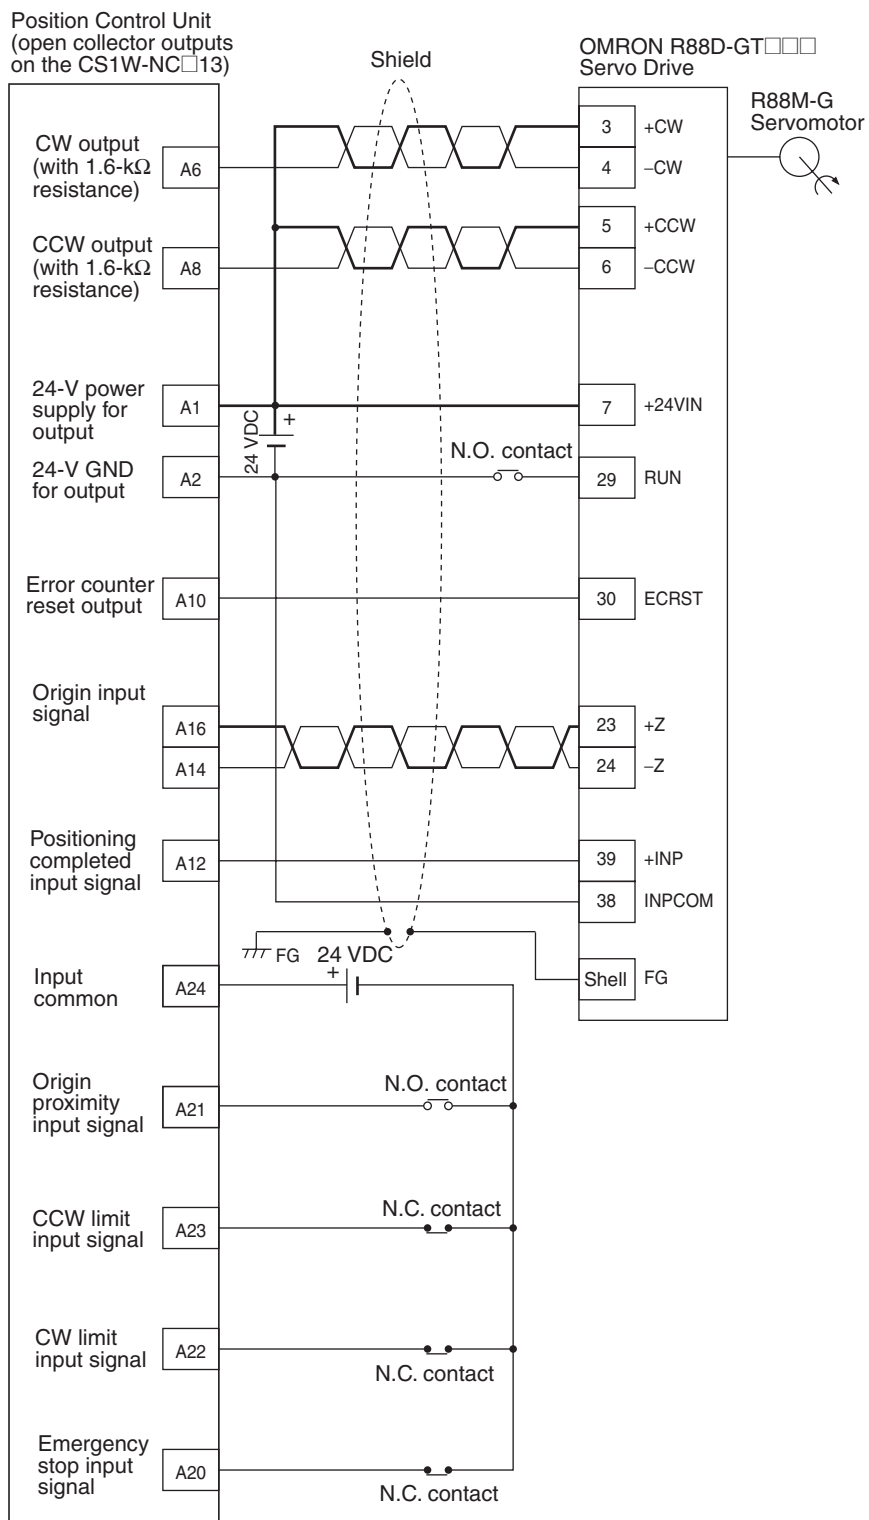 Position Control Unit
(open collector outputs
on the CS1W-NC□13)
Shield
OMRON R88D-GT□□□
Servo Drive
R88M-G
Servomotor
CW output
(with 1.6-kΩ
resistance)
A6
3
+CW
4
−CW
CCW output
(with 1.6-kΩ
resistance)
A8
5
+CCW
6
−CCW
24-V power
supply for
output
A1
7
+24VIN
24 VDC
+
24-V GND
for output
A2
N.O. contact
29
RUN
Error counter
reset output
A10
30
ECRST
Origin input
signal
A16
A14
23
+Z
24
−Z
Positioning
completed
input signal
A12
39
+INP
38
INPCOM
FG
24 VDC
+
Shell
FG
Input
common
A24
Origin
proximity
input signal
A21
N.O. contact
CCW limit
input signal
A23
N.C. contact
CW limit
input signal
A22
N.C. contact
Emergency
stop input
signal
A20
N.C. contact